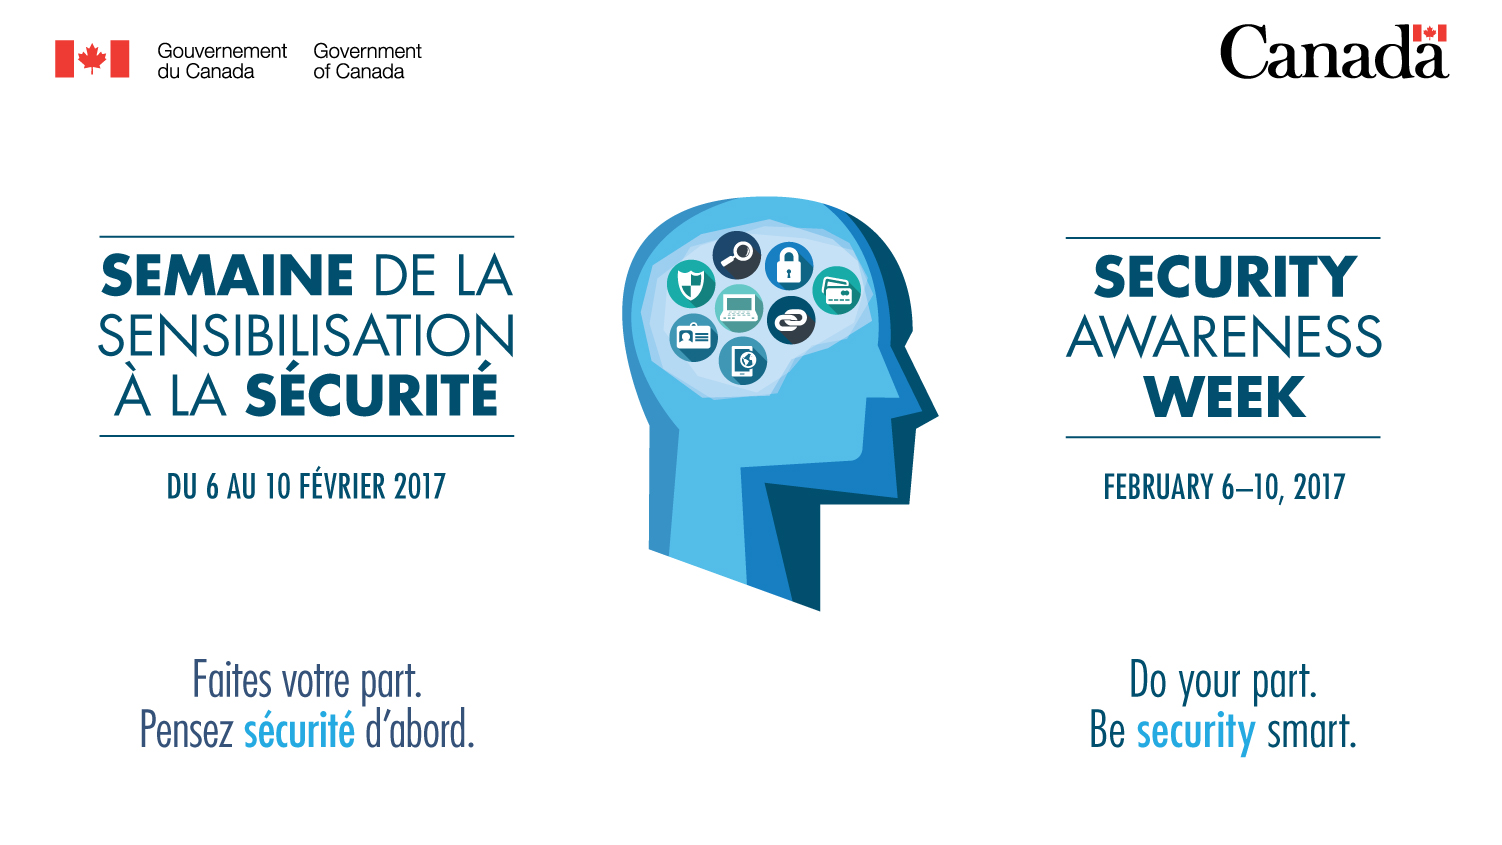 Gouvernement
du Canada
Government
of Canada
Canada
SEMAINE DE LA
SENSIBILISATION
À LA SÉCURITÉ
DU 6 AU 10 FÉVRIER 2017
Faites votre part.
Pensez sécurité d'abord.
SECURITY
AWARENESS
WEEK
FEBRUARY 6–10, 2017
Do your part.
Be security smart.